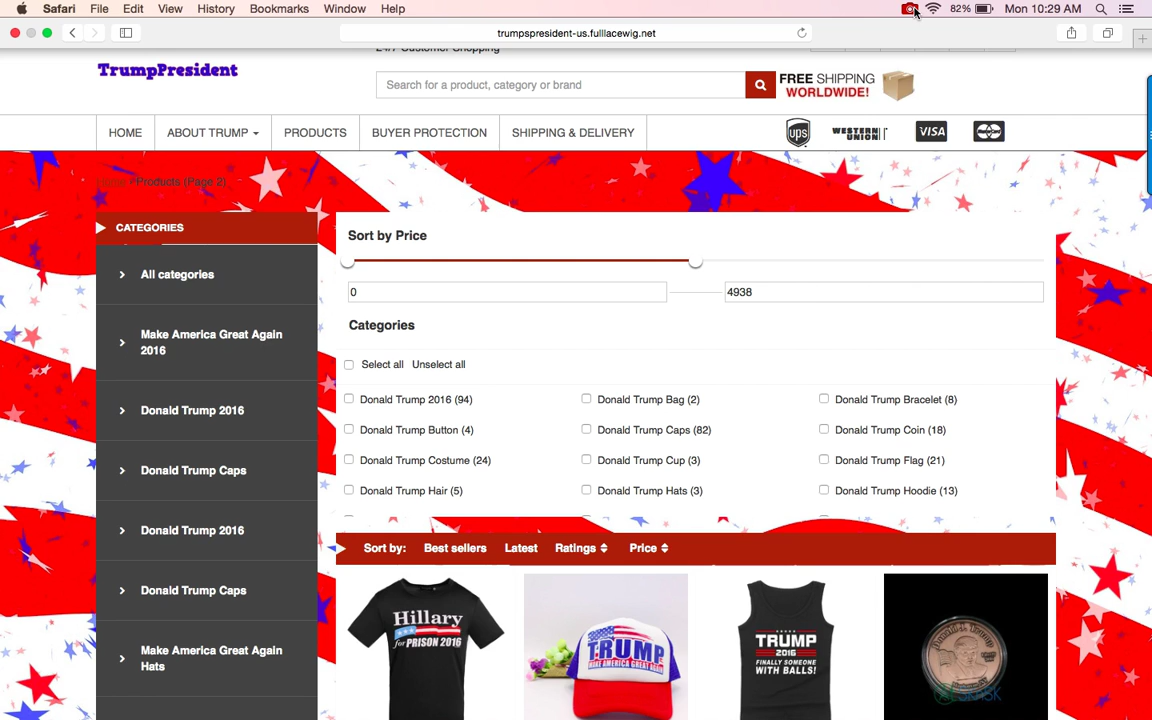 Safari File Edit View History Bookmarks Window Help 82% Mon 10:29 AM
trumpspresident-us.fulllacewig.net
24/7 Customer Shopping
TrumpPresident
Search for a product, category or brand
FREE SHIPPING
WORLDWIDE!
HOME ABOUT TRUMP PRODUCTS BUYER PROTECTION SHIPPING & DELIVERY
ups WESTERN UNION VISA
Home » Products (Page 2)
CATEGORIES
All categories
Make America Great Again
2016
Donald Trump 2016
Donald Trump Caps
Donald Trump 2016
Donald Trump Caps
Make America Great Again
Hats
Sort by Price
0 4938
Categories
Select all Unselect all
Donald Trump 2016 (94) Donald Trump Bag (2) Donald Trump Bracelet (8)
Donald Trump Button (4) Donald Trump Caps (82) Donald Trump Coin (18)
Donald Trump Costume (24) Donald Trump Cup (3) Donald Trump Flag (21)
Donald Trump Hair (5) Donald Trump Hats (3) Donald Trump Hoodie (13)
Sort by: Best sellers Latest Ratings Price
Hillary
for PRISON 2016
TRUMP
MAKE AMERICA GREAT AGAIN
TRUMP
2016
FINALLY SOMEONE
WITH BALLS!
Donald J. Trump